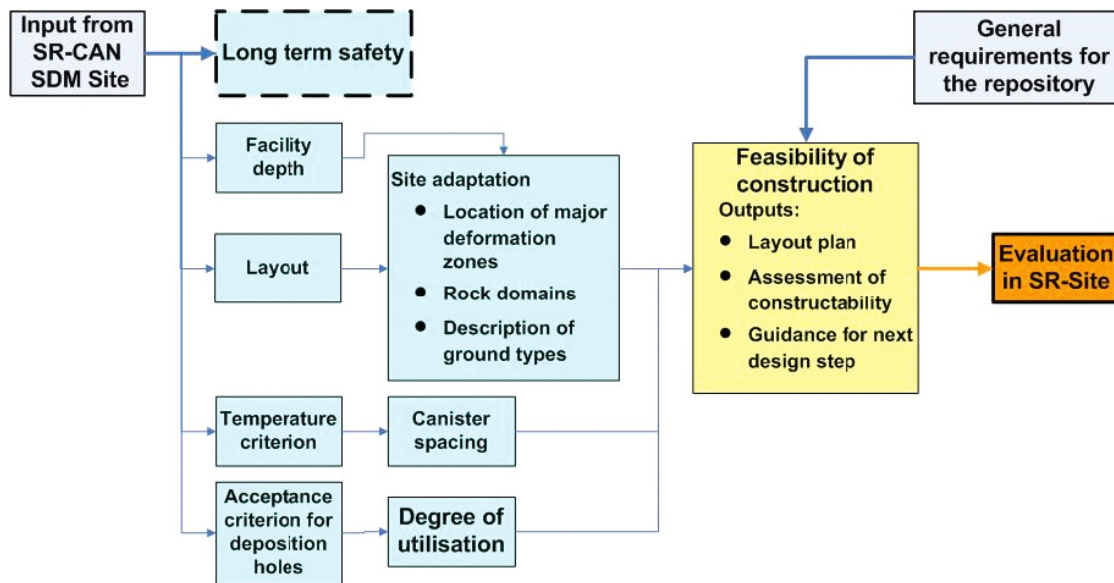 Input from
SR-CAN
SDM Site
Long term safety
General
requirements for
the repository
Facility
depth
Layout
Site adaptation
● Location of major
deformation
zones
● Rock domains
● Description of
ground types
Temperature
criterion
Canister
spacing
Acceptance
criterion for
deposition
holes
Degree of
utilisation
Feasibility of
construction
Outputs:
● Layout plan
● Assessment of
constructability
● Guidance for next
design step
Evaluation
in SR-Site